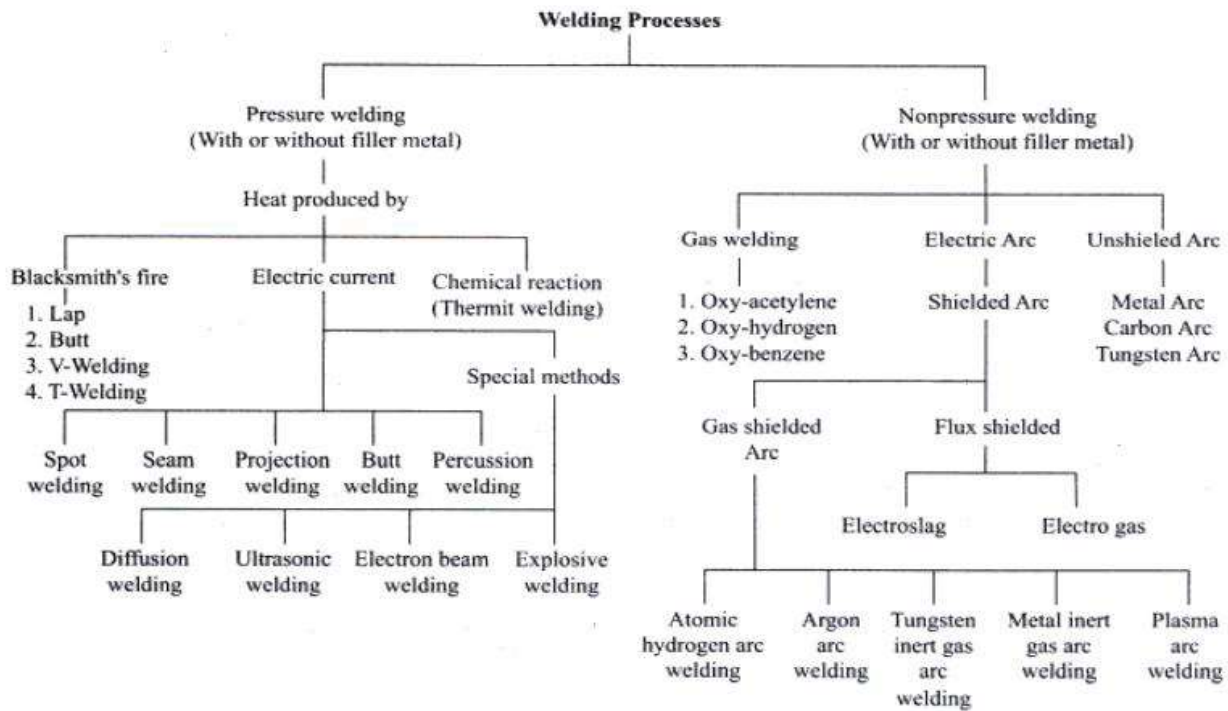 Welding Processes
Pressure welding
(With or without filler metal)
Nonpressure welding
(With or without filler metal)
Heat produced by
Blacksmith's fire
1. Lap
2. Butt
3. V-Welding
4. T-Welding
Electric current
Chemical reaction
(Thermit welding)
Special methods
Spot
welding
Seam
welding
Projection
welding
Butt
welding
Percussion
welding
Diffusion
welding
Ultrasonic
welding
Electron beam
welding
Explosive
welding
Gas welding
1. Oxy-acetylene
2. Oxy-hydrogen
3. Oxy-benzene
Electric Arc
Shielded Arc
Unshieled Arc
Metal Arc
Carbon Arc
Tungsten Arc
Gas shielded
Arc
Flux shielded
Electroslag
Electro gas
Atomic
hydrogen arc
welding
Argon
arc
welding
Tungsten
inert gas
arc
welding
Metal inert
gas arc
welding
Plasma
arc
welding